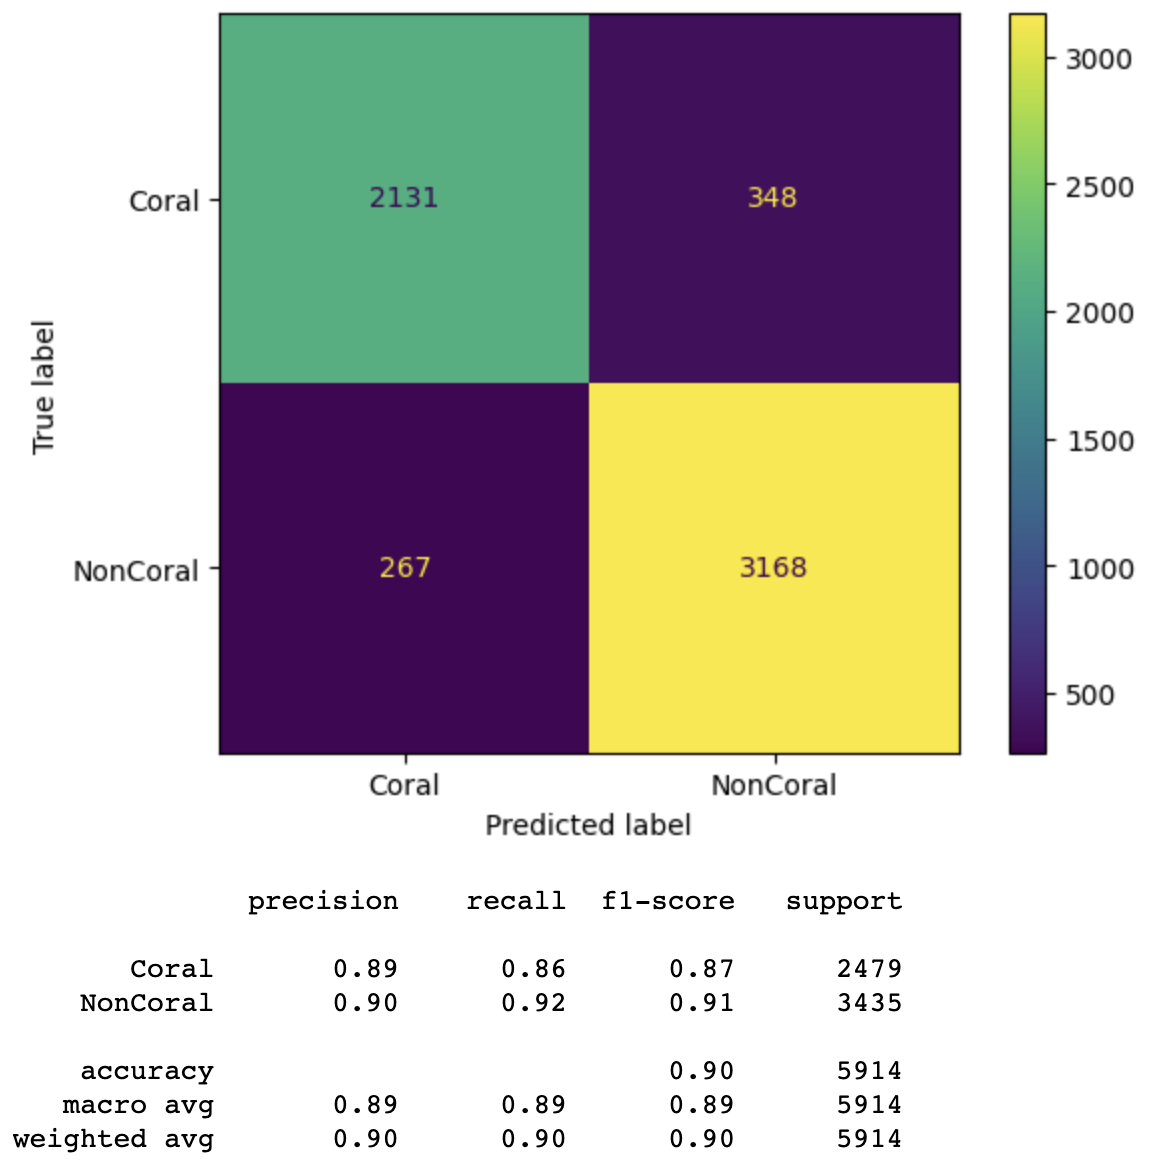 3000
2500
2000
1500
1000
500
True label
Coral
2131
348
NonCoral
267
3168
Coral NonCoral
Predicted label
precision recall f1-score support
Coral 0.89 0.86 0.87 2479
NonCoral 0.90 0.92 0.91 3435
accuracy 0.90 5914
macro avg 0.89 0.89 0.89 5914
weighted avg 0.90 0.90 0.90 5914